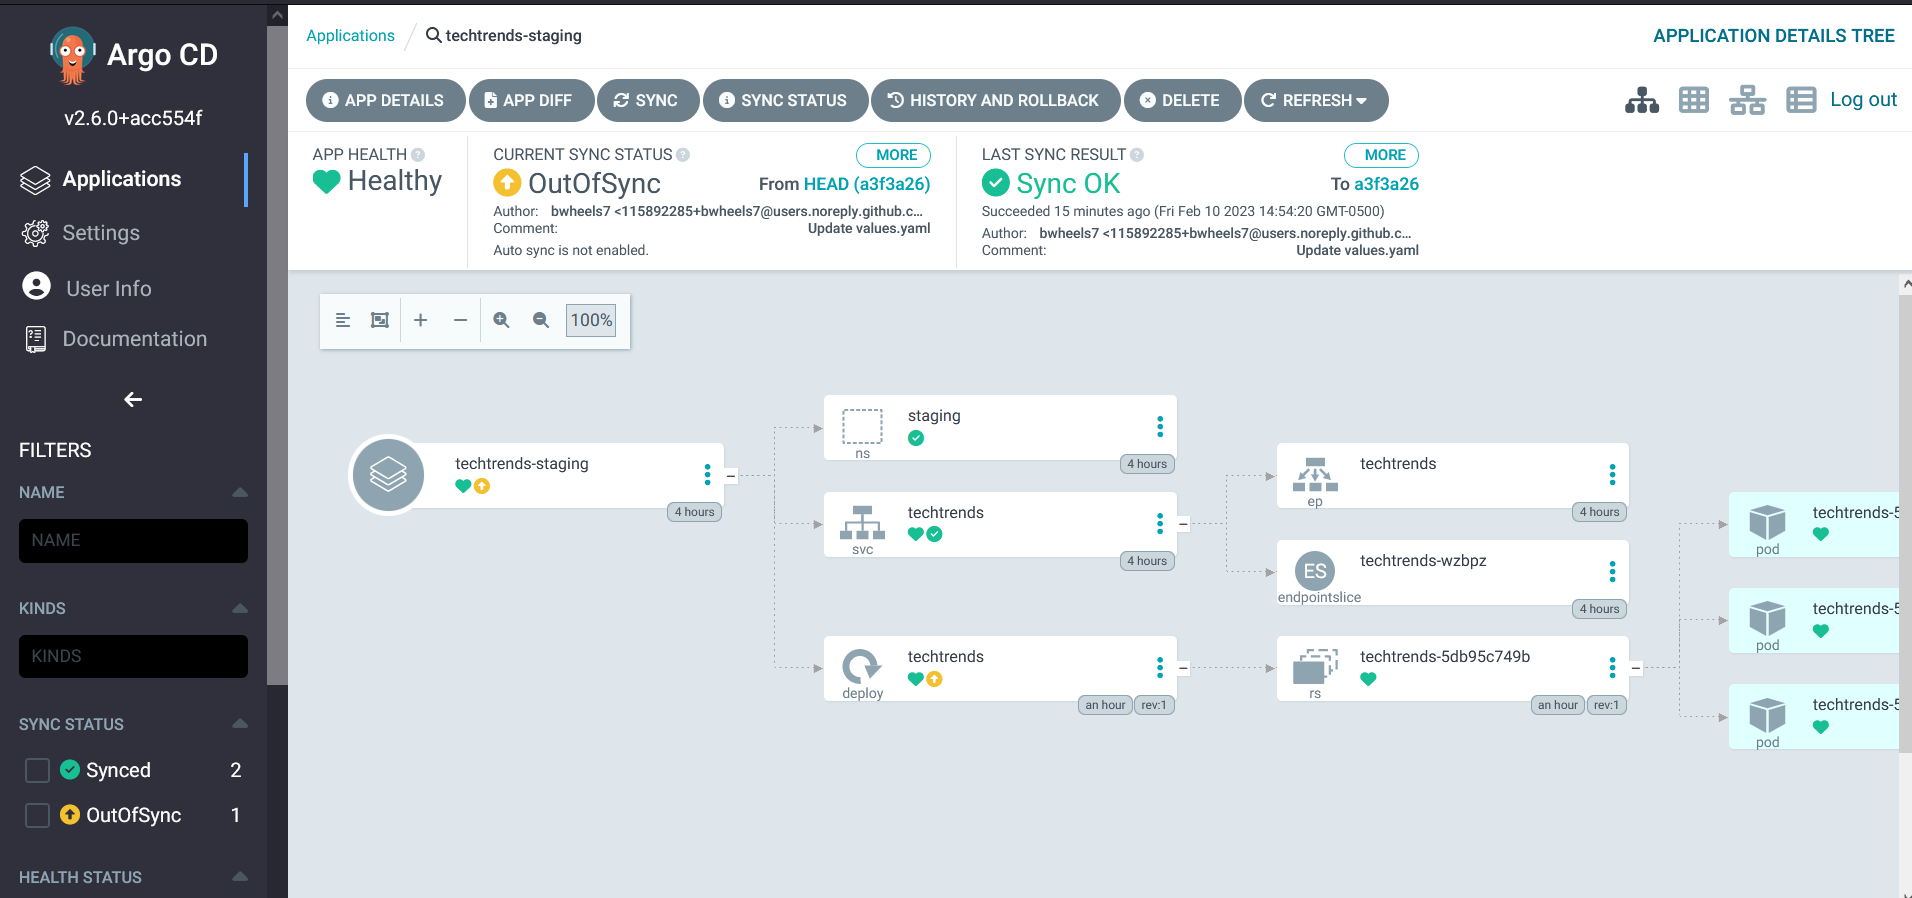 Argo CD
v2.6.0+acc554f
Applications
Settings
User Info
Documentation
FILTERS
NAME
NAME
KINDS
KINDS
SYNC STATUS
Synced 2
OutOfSync 1
HEALTH STATUS
Applications / techtrends-staging
APPLICATION DETAILS TREE
APP DETAILS APP DIFF SYNC SYNC STATUS HISTORY AND ROLLBACK DELETE REFRESH
Log out
APP HEALTH
Healthy
CURRENT SYNC STATUS MORE
OutOfSync From HEAD (a3f3a26)
Author: bwheels7 <115892285+bwheels7@users.noreply.github.c...
Comment: Update values.yaml
Auto sync is not enabled.
LAST SYNC RESULT MORE
Sync OK To a3f3a26
Succeeded 15 minutes ago (Fri Feb 10 2023 14:54:20 GMT-0500)
Author: bwheels7 <115892285+bwheels7@users.noreply.github.c...
Comment: Update values.yaml
100%
techtrends-staging
4 hours
staging
ns
4 hours
techtrends
svc
4 hours
techtrends
deploy
an hour rev:1
techtrends
ep
4 hours
ES
techtrends-wzbpz
endpointslice
4 hours
techtrends-5db95c749b
rs
an hour rev:1
techtrends-5
pod
techtrends-5
pod
techtrends-5
pod